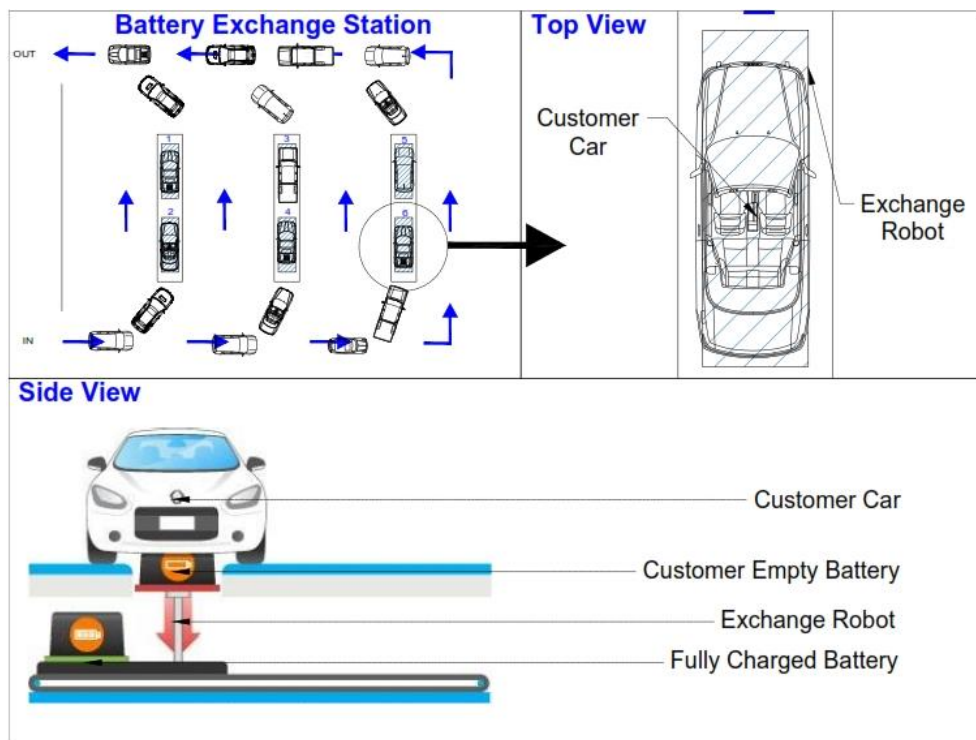 Battery Exchange Station
OUT
1
3
5
2
4
6
IN
Top View
Customer
Car
Exchange
Robot
Side View
Customer Car
Customer Empty Battery
Exchange Robot
Fully Charged Battery